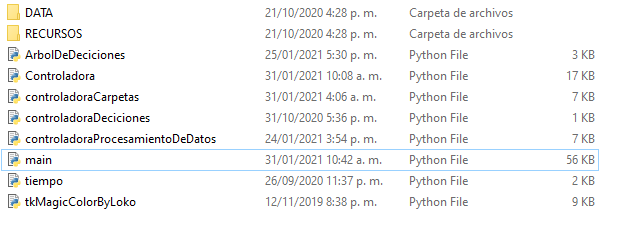 DATA 21/10/2020 4:28 p. m. Carpeta de archivos
RECURSOS 21/10/2020 4:28 p. m. Carpeta de archivos
ArbolDeDeciciones 25/01/2021 5:30 p. m. Python File 3 KB
Controladora 31/01/2021 10:08 a. m. Python File 17 KB
controladoraCarpetas 31/01/2021 4:06 a. m. Python File 7 KB
controladoraDeciciones 31/10/2020 5:36 p. m. Python File 1 KB
controladoraProcesamientoDeDatos 24/01/2021 3:54 p. m. Python File 7 KB
main 31/01/2021 10:42 a. m. Python File 56 KB
tiempo 26/09/2020 11:37 p. m. Python File 2 KB
tkMagicColorByLoko 12/11/2019 8:38 p. m. Python File 9 KB